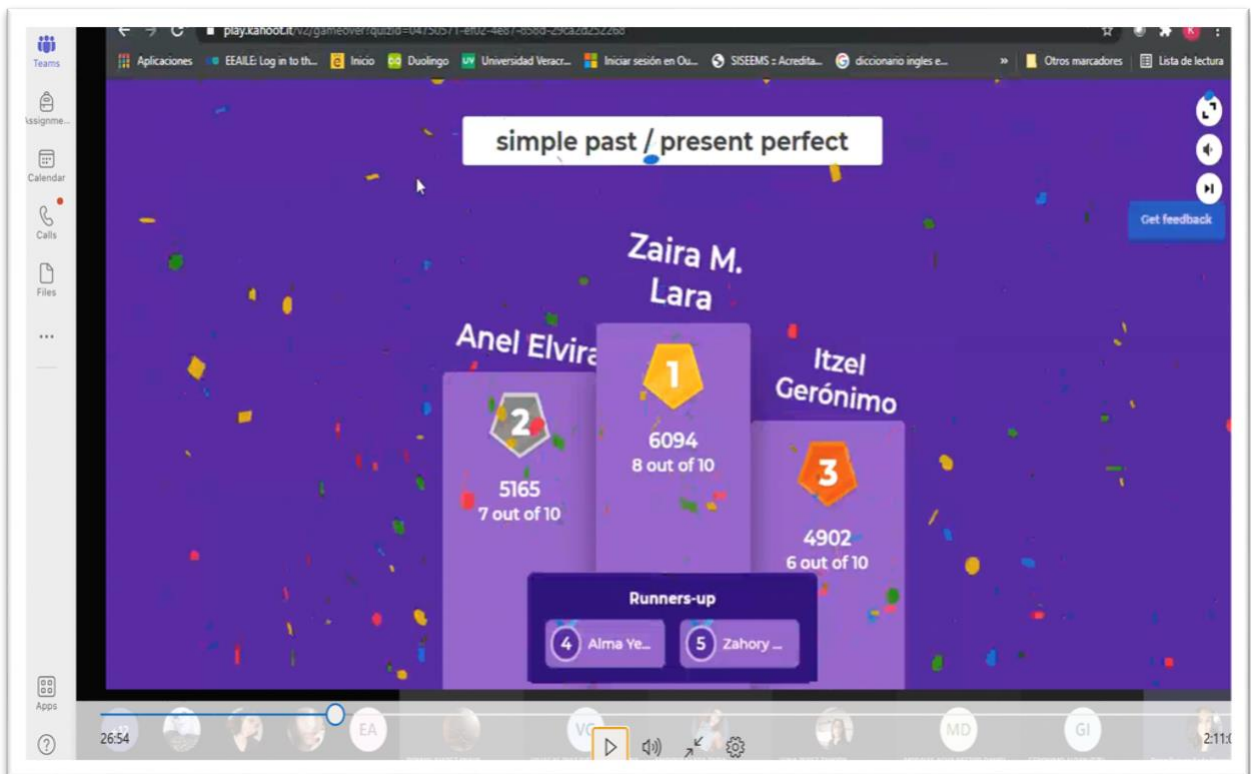 Teams
Assignme...
Calendar
Calls
Files
Apps
play.kahoot.it/v2/gameover?quizId=
Aplicaciones
EEAILE: Log in to th...
Inicio
Duolingo
Universidad Veracr...
Iniciar sesión en Ou...
SISEEMS :: Acredita...
diccionario ingles e...
»
Otros marcadores
Lista de lectura
simple past / present perfect
Get feedback
Zaira M.
Lara
Anel Elvira
Itzel
Gerónimo
1
6094
8 out of 10
2
5165
7 out of 10
3
4902
6 out of 10
Runners-up
4 Alma Ye...
5 Zahory ...
EA
VG
MD
GI
26:54
2:11:0